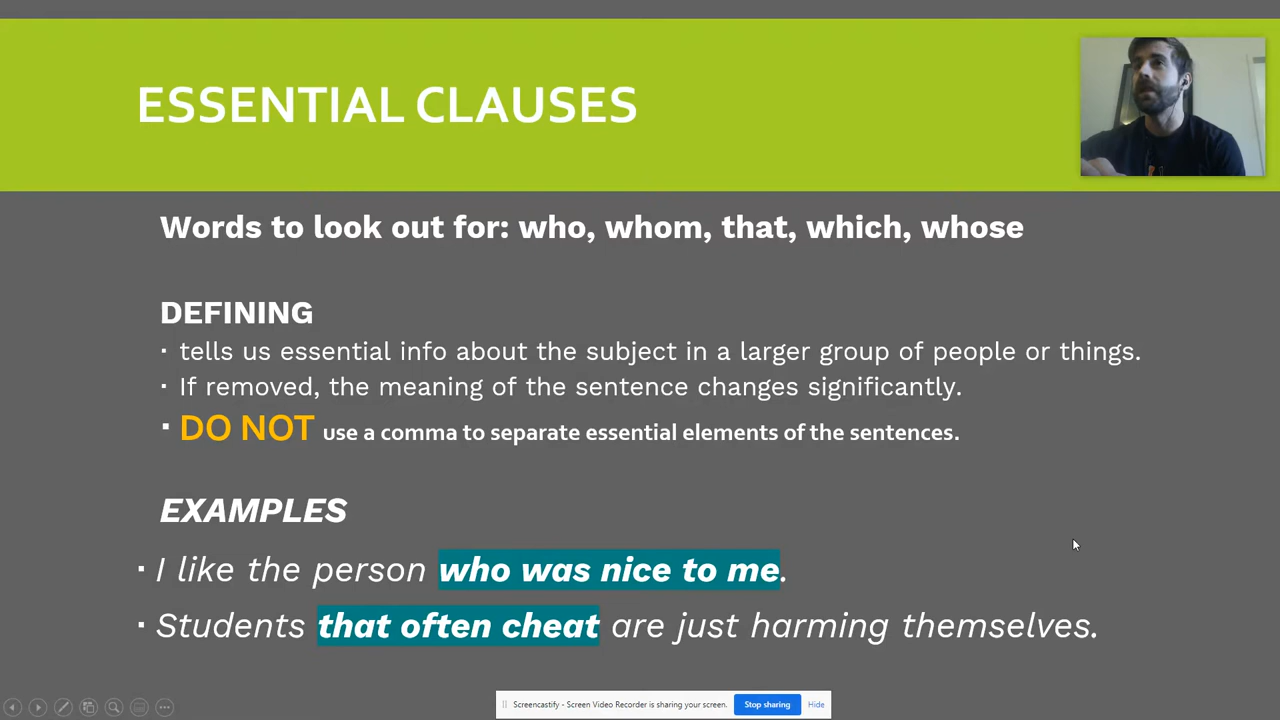 ESSENTIAL CLAUSES
Words to look out for: who, whom, that, which, whose
DEFINING
▪ tells us essential info about the subject in a larger group of people or things.
▪ If removed, the meaning of the sentence changes significantly.
▪ DO NOT use a comma to separate essential elements of the sentences.
EXAMPLES
▪ I like the person who was nice to me.
▪ Students that often cheat are just harming themselves.
Screencastify - Screen Video Recorder is sharing your screen. Stop sharing Hide